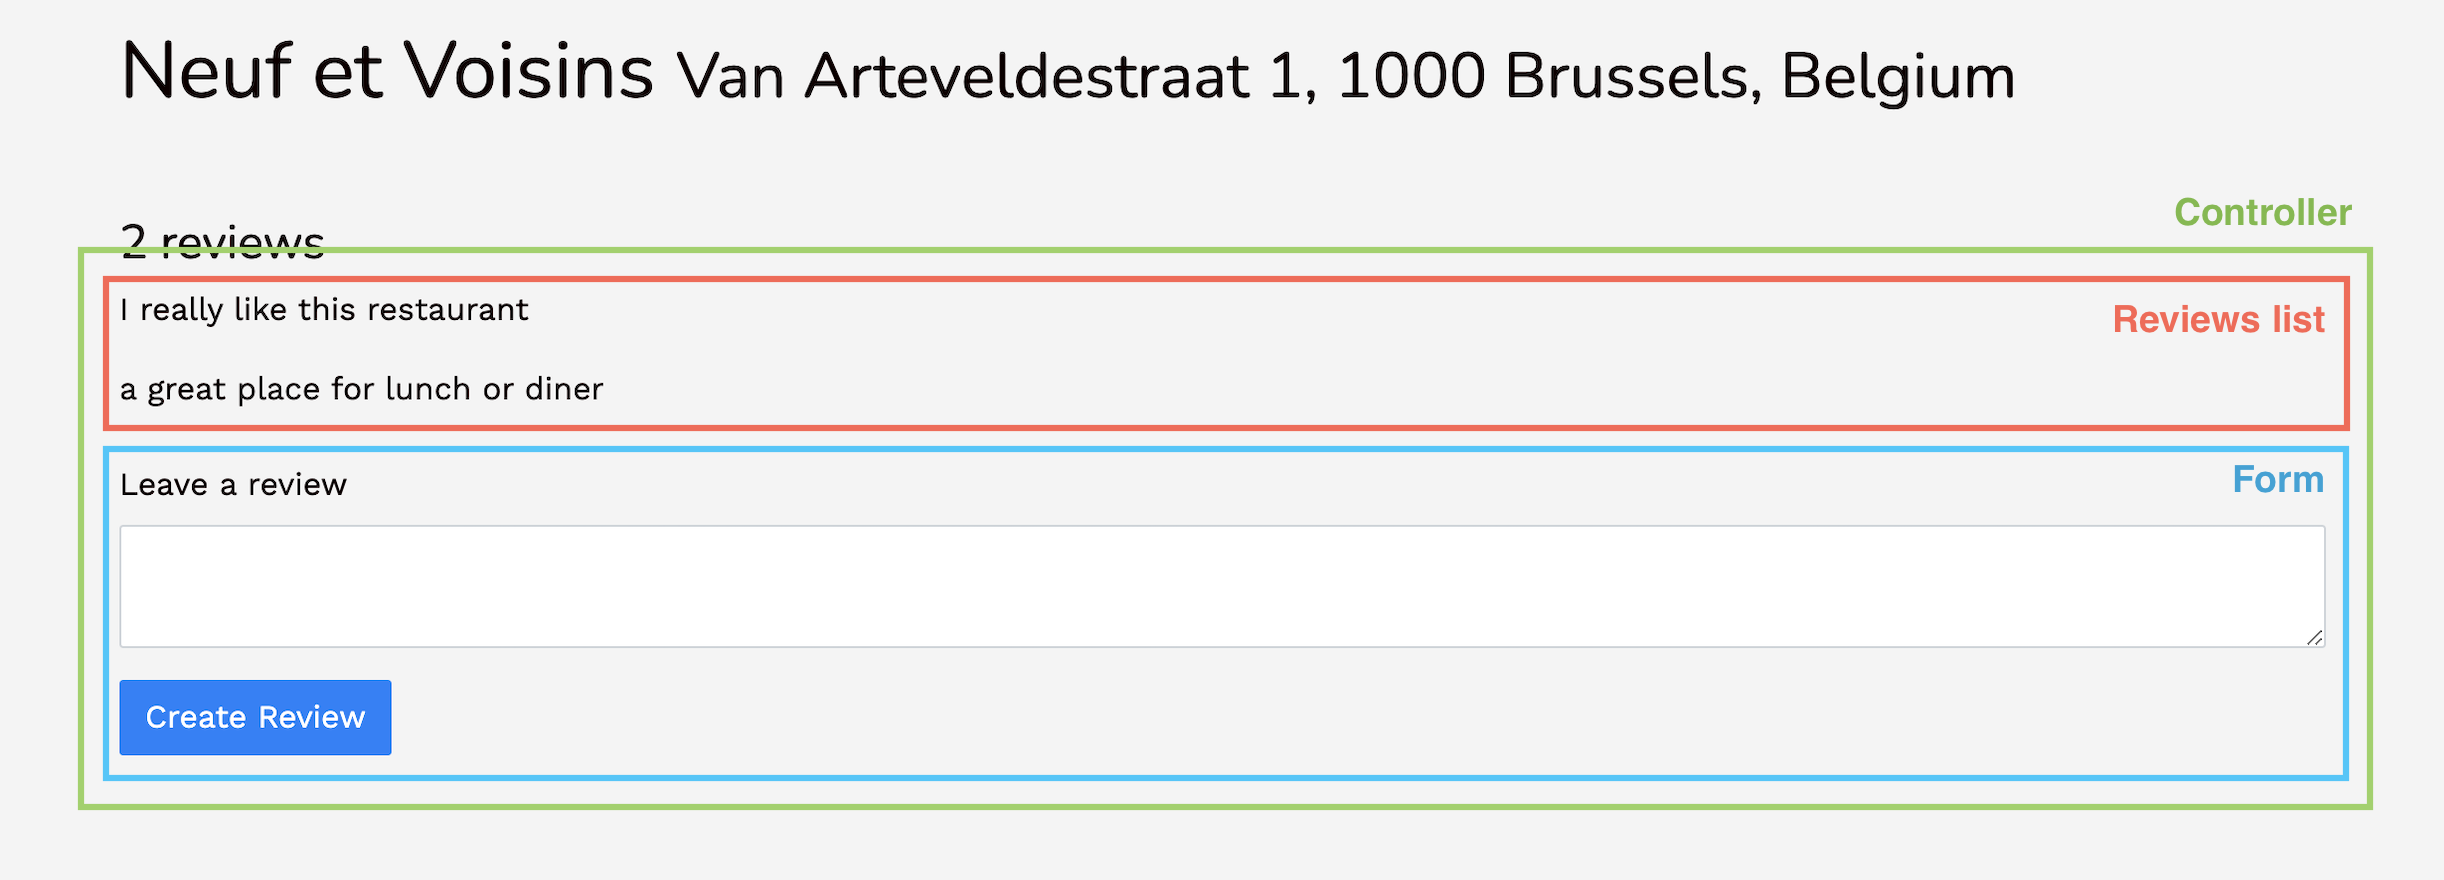 Neuf et Voisins Van Arteveldestraat 1, 1000 Brussels, Belgium
Controller
2 reviews
I really like this restaurant
Reviews list
a great place for lunch or diner
Leave a review
Form
Create Review